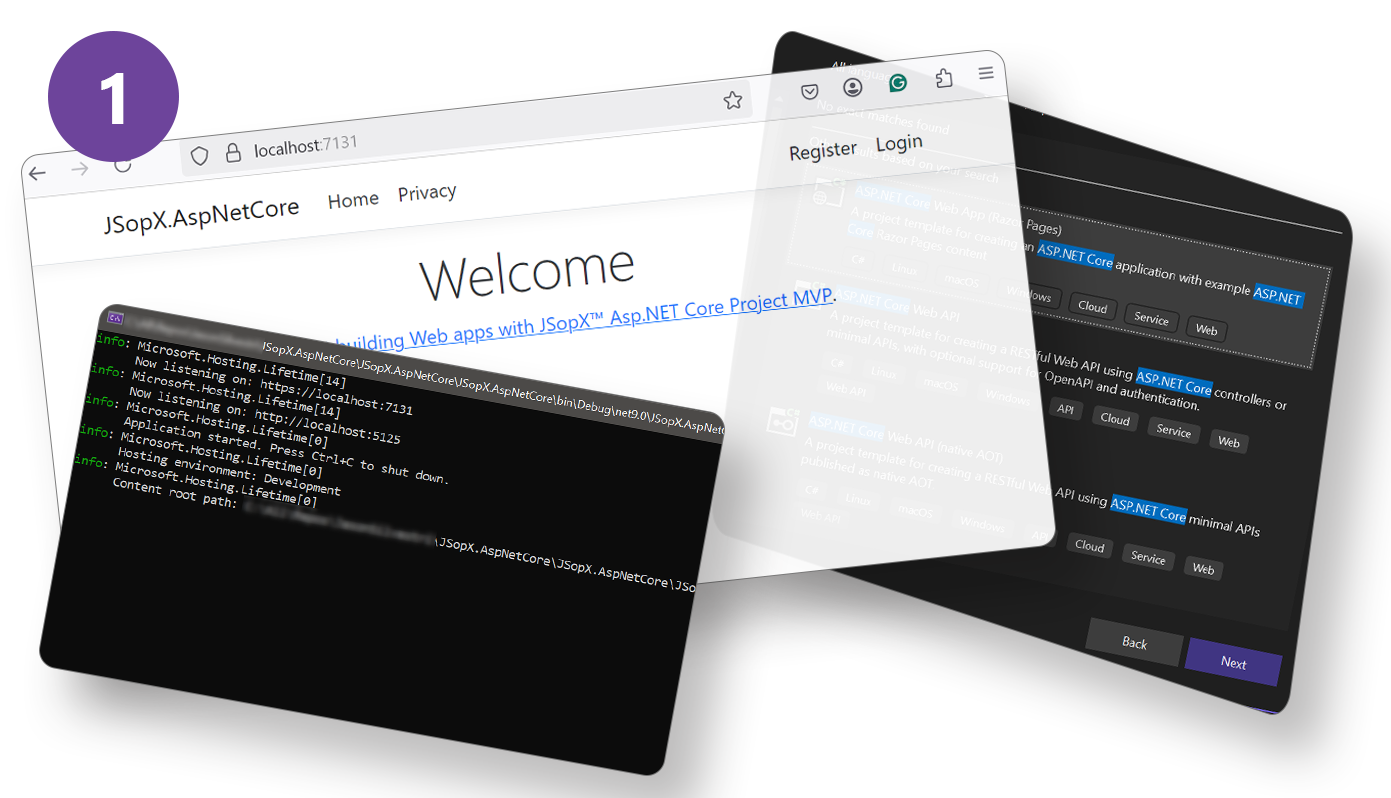 1
localhost:7131
JSopX.AspNetCore Home Privacy Register Login
Welcome
building Web apps with JSopX™ Asp.NET Core Project MVP.
JSopX.AspNetCore\JSopX.AspNetCore\JSopX.AspNetCore\bin\Debug\net9.0\JSopX.AspNetC
info: Microsoft.Hosting.Lifetime[14]
Now listening on: https://localhost:7131
info: Microsoft.Hosting.Lifetime[14]
Now listening on: http://localhost:5125
info: Microsoft.Hosting.Lifetime[0]
Application started. Press Ctrl+C to shut down.
info: Microsoft.Hosting.Lifetime[0]
Hosting environment: Development
info: Microsoft.Hosting.Lifetime[0]
Content root path: \JSopX.AspNetCore\JSopX.AspNetCore\JSo
No exact matches found
results based on your search
ASP.NET Core Web App (Razor Pages)
A project template for creating an ASP.NET Core application with example ASP.NET
Core Razor Pages content
C# Linux macOS Windows Cloud Service Web
ASP.NET Core Web API
A project template for creating a RESTful Web API using ASP.NET Core controllers or
minimal APIs, with optional support for OpenAPI and authentication.
C# Linux macOS Windows API Cloud Service Web
Web API
ASP.NET Core Web API (native AOT)
A project template for creating a RESTful Web API using ASP.NET Core minimal APIs
published as native AOT
C# Linux macOS Windows API Cloud Service Web
Web API
Back Next